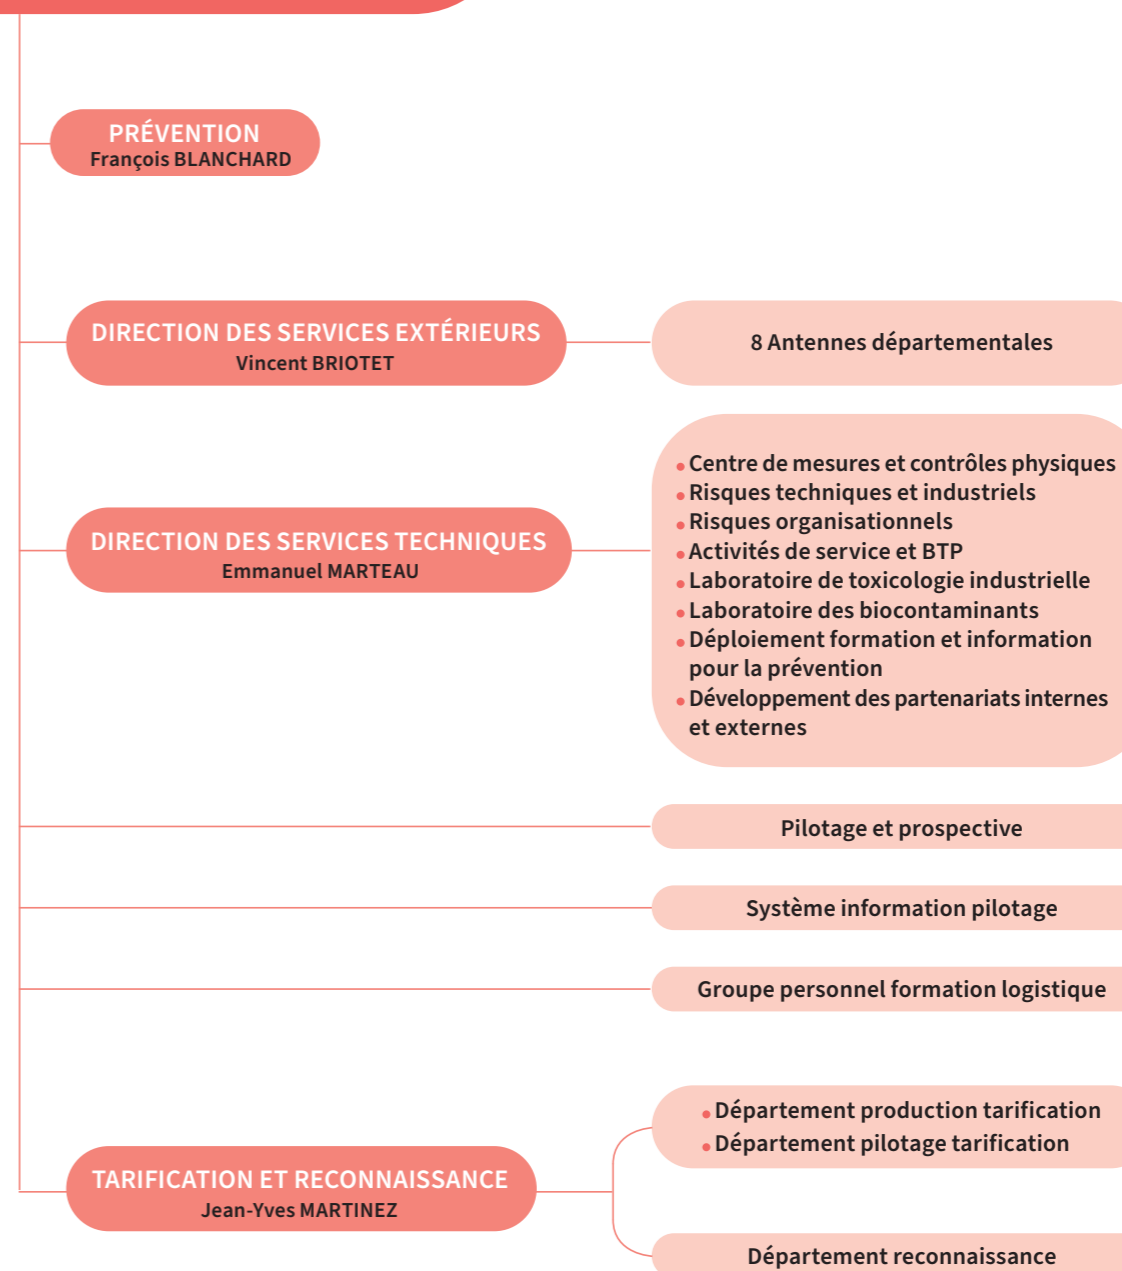 PRÉVENTION
François BLANCHARD
DIRECTION DES SERVICES EXTÉRIEURS
Vincent BRIOTET
8 Antennes départementales
DIRECTION DES SERVICES TECHNIQUES
Emmanuel MARTEAU
• Centre de mesures et contrôles physiques
• Risques techniques et industriels
• Risques organisationnels
• Activités de service et BTP
• Laboratoire de toxicologie industrielle
• Laboratoire des biocontaminants
• Déploiement formation et information
pour la prévention
• Développement des partenariats internes
et externes
Pilotage et prospective
Système information pilotage
Groupe personnel formation logistique
TARIFICATION ET RECONNAISSANCE
Jean-Yves MARTINEZ
• Département production tarification
• Département pilotage tarification
Département reconnaissance